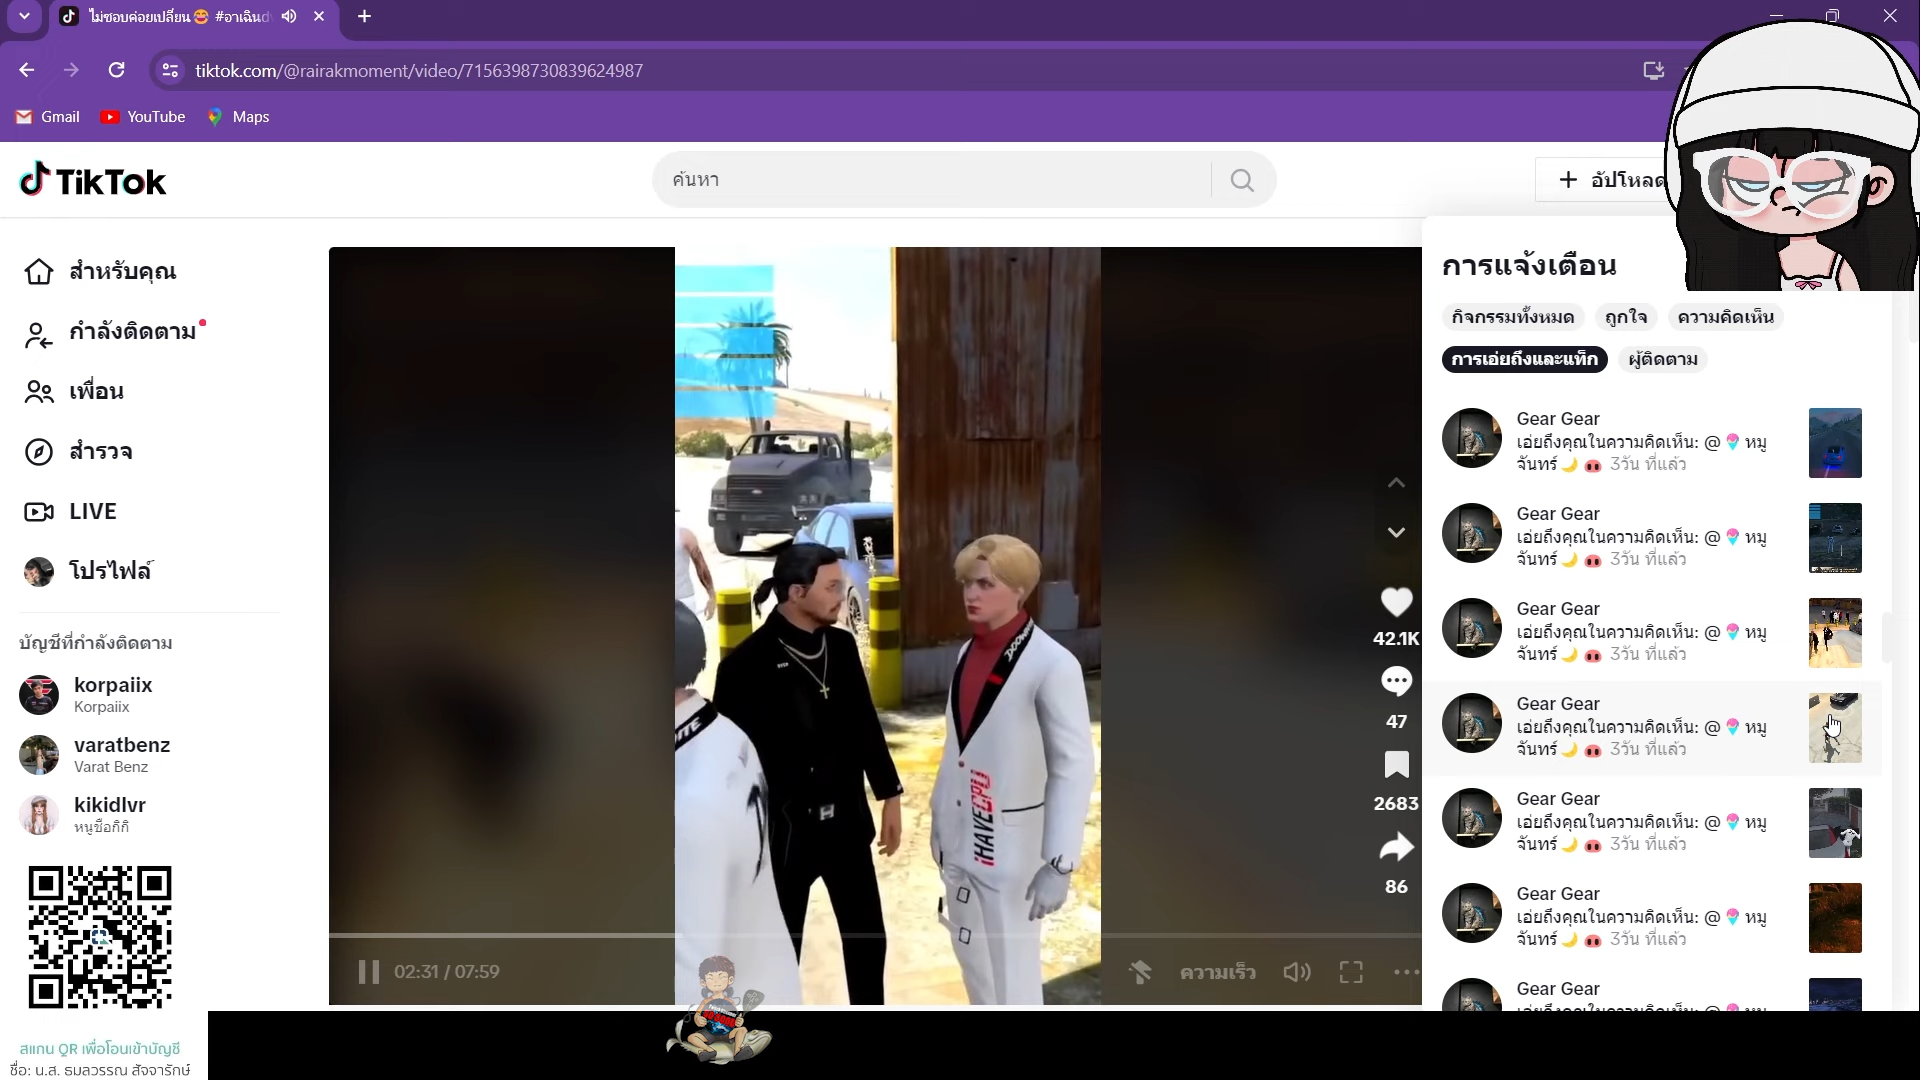 ไม่ชอบค่อยเปลี่ยน😂 #อาเฉิน
tiktok.com/@rairakmoment/video/7156398730839624987
Gmail
YouTube
Maps
TikTok
ค้นหา
อัปโหลด
สำหรับคุณ
กำลังติดตาม
เพื่อน
สำรวจ
LIVE
โปรไฟล์
บัญชีที่กำลังติดตาม
korpaiix
Korpaiix
varatbenz
Varat Benz
kikidlvr
หนูชื่อกิกิ
สแกน QR เพื่อโอนเข้าบัญชี
ชื่อ: น.ส. ธมลวรรณ สัจจารักษ์
iHAVECPU
42.1K
47
2683
86
02:31 / 07:59
ความเร็ว
การแจ้งเตือน
กิจกรรมทั้งหมด
ถูกใจ
ความคิดเห็น
การเอ่ยถึงและแท็ก
ผู้ติดตาม
Gear Gear
เอ่ยถึงคุณในความคิดเห็น: @🍧หมู
จันทร์🌙🐽 3วัน ที่แล้ว
Gear Gear
เอ่ยถึงคุณในความคิดเห็น: @🍧หมู
จันทร์🌙🐽 3วัน ที่แล้ว
Gear Gear
เอ่ยถึงคุณในความคิดเห็น: @🍧หมู
จันทร์🌙🐽 3วัน ที่แล้ว
Gear Gear
เอ่ยถึงคุณในความคิดเห็น: @🍧หมู
จันทร์🌙🐽 3วัน ที่แล้ว
Gear Gear
เอ่ยถึงคุณในความคิดเห็น: @🍧หมู
จันทร์🌙🐽 3วัน ที่แล้ว
Gear Gear
เอ่ยถึงคุณในความคิดเห็น: @🍧หมู
จันทร์🌙🐽 3วัน ที่แล้ว
Gear Gear
เอ่ยถึงคุณในความคิดเห็น: @🍧หมู